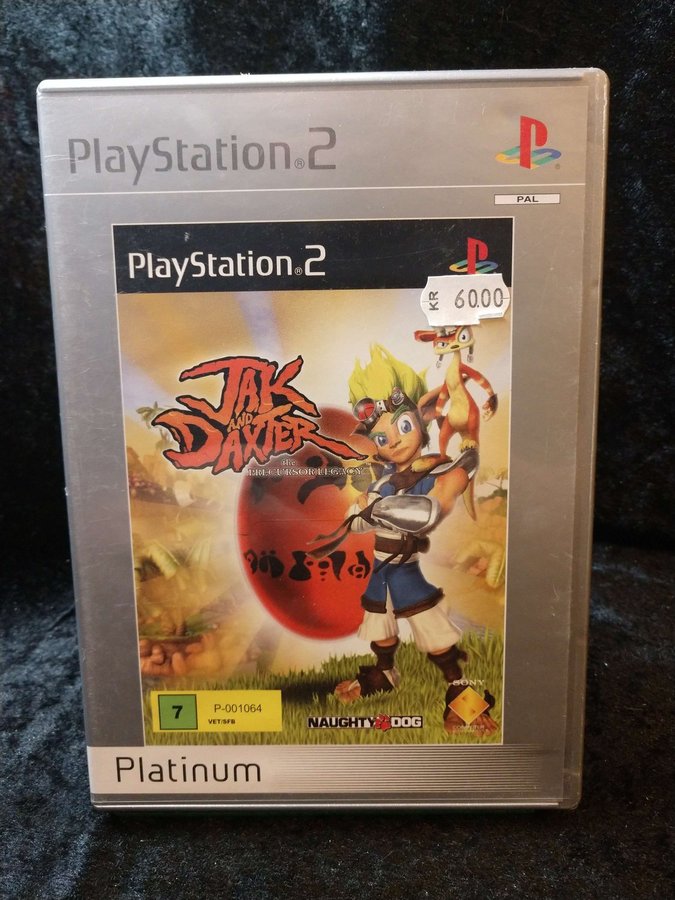 PlayStation®2
PAL
PlayStation®2
KR 60.00
JAK
AND
DAXTER
the
PRECURSOR LEGACY
7
P-001064
VET/SFB
NAUGHTY DOG
SONY
COMPUTER
Platinum